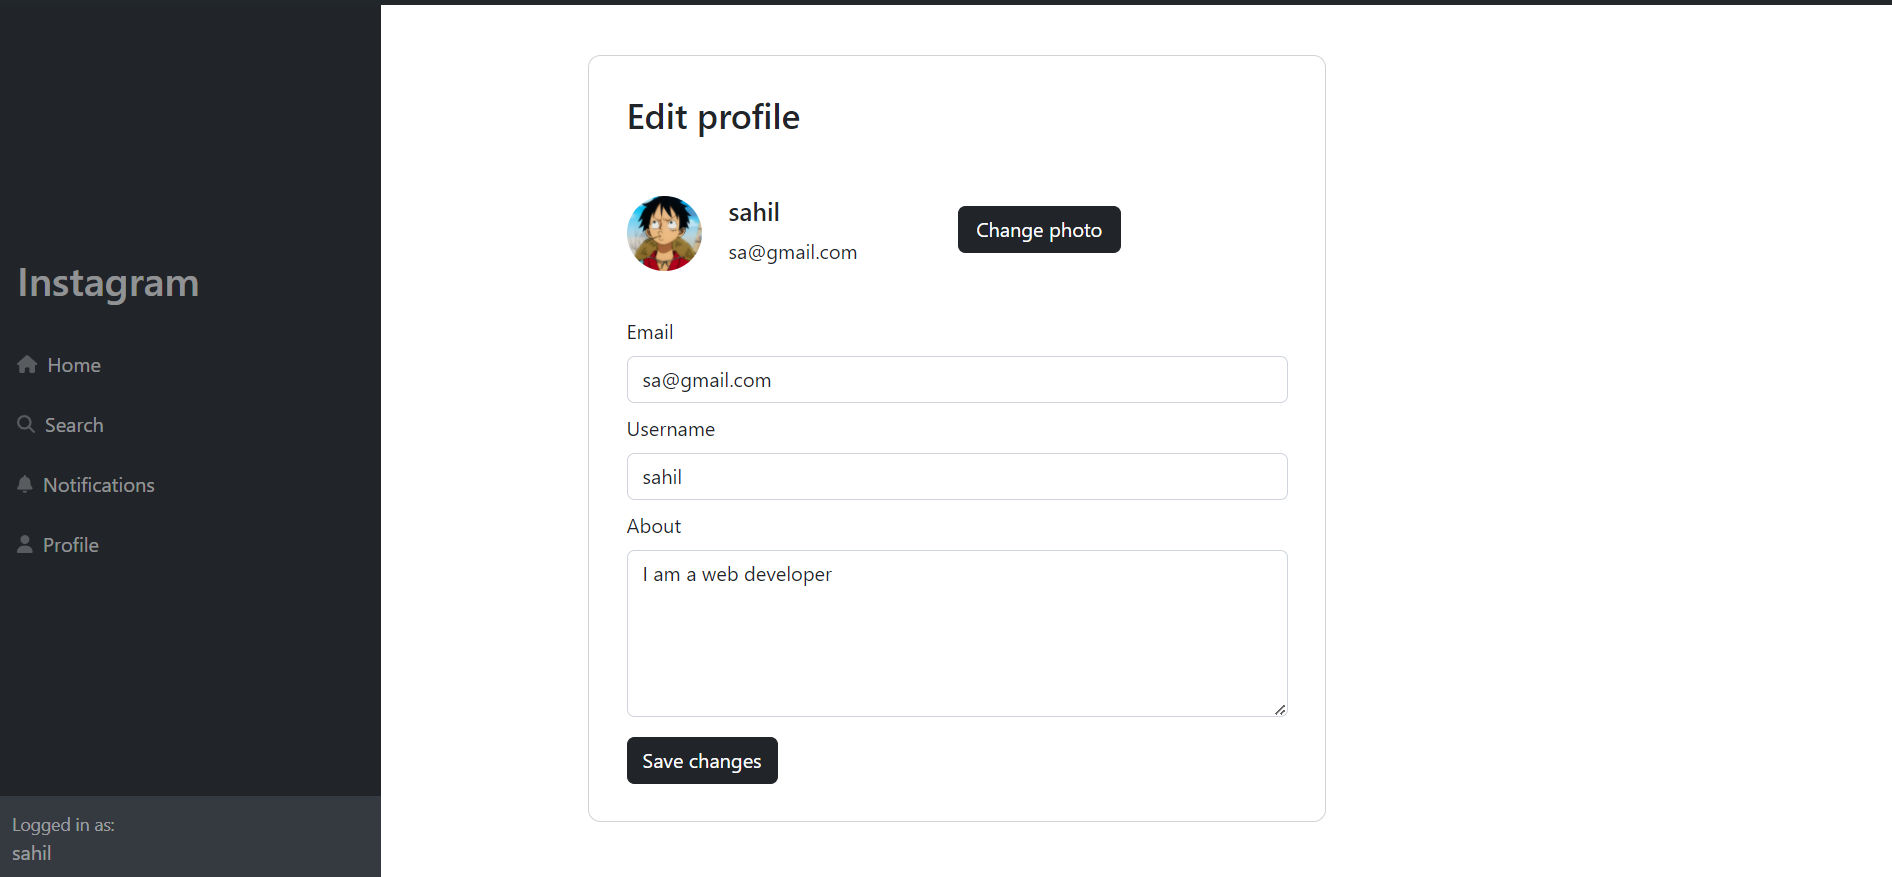 Instagram
Home
Search
Notifications
Profile
Logged in as:
sahil
Edit profile
sahil
sa@gmail.com
Change photo
Email
sa@gmail.com
Username
sahil
About
I am a web developer
Save changes